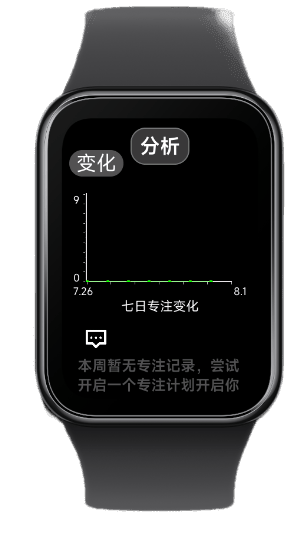 分析
变化
9
0
7.26 8.1
七日专注变化
本周暂无专注记录，尝试
开启一个专注计划开启你